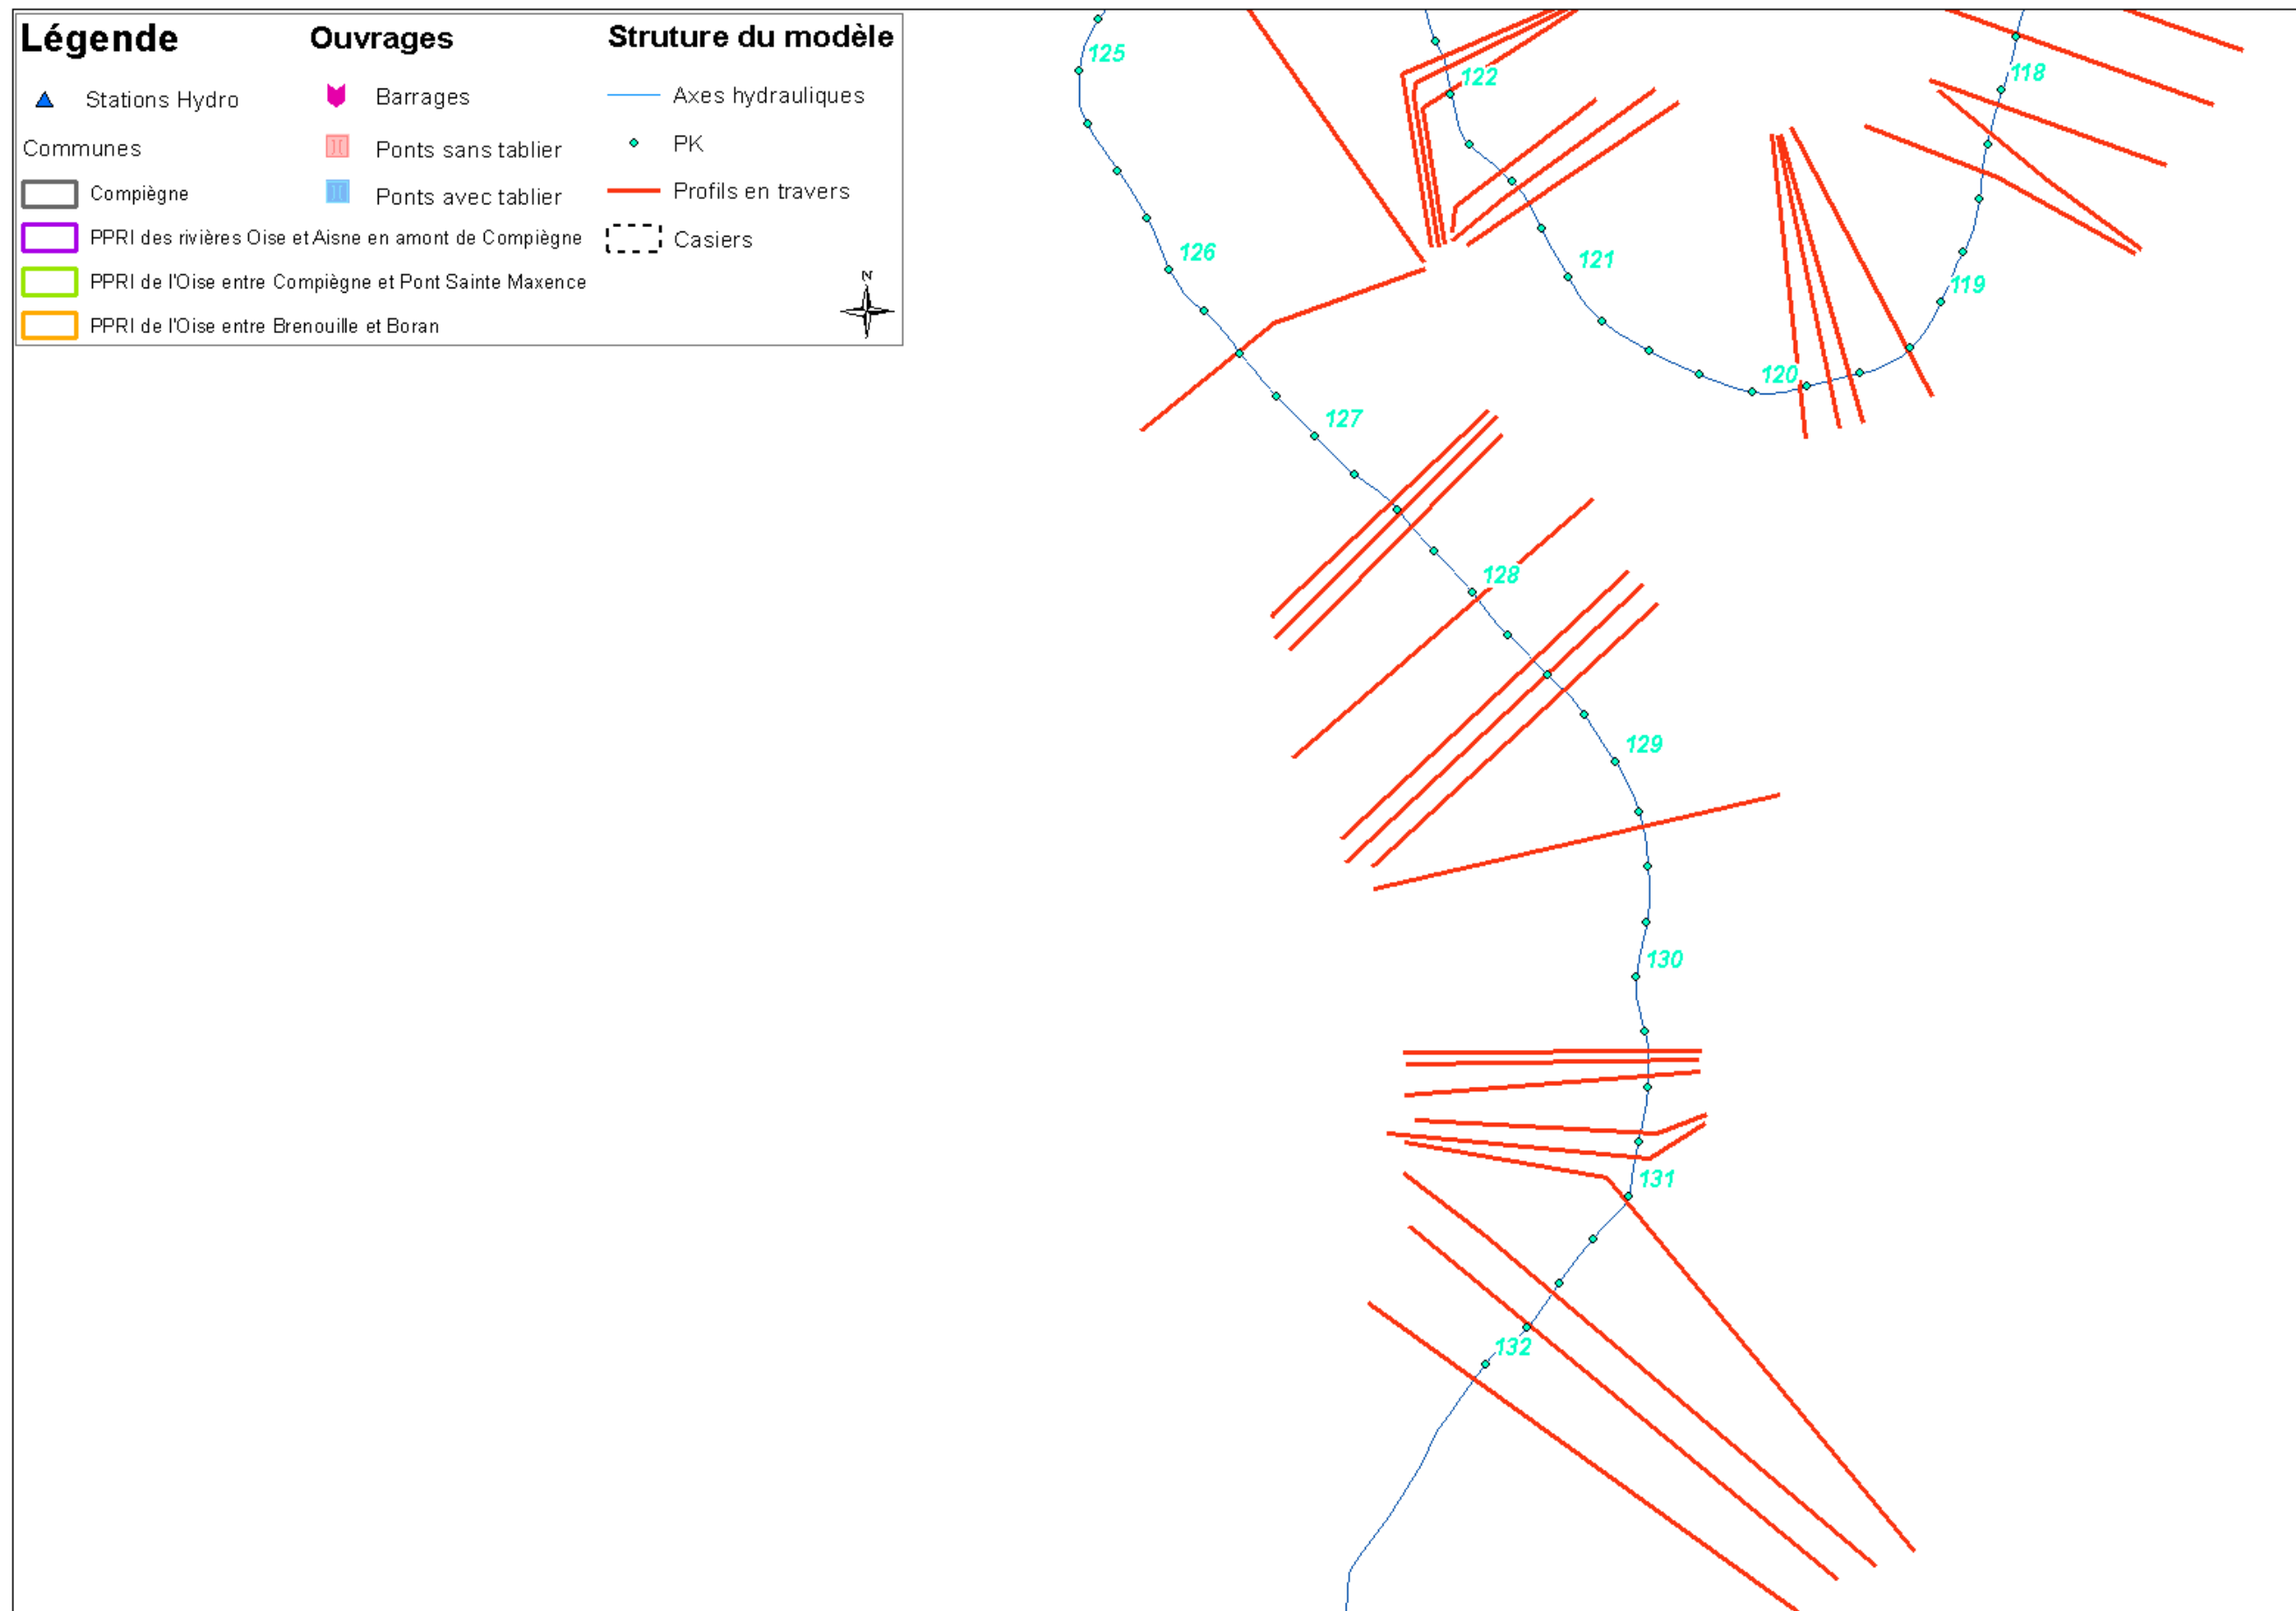 Légende
Stations Hydro
Communes
Compiègne
PPRI des rivières Oise et Aisne en amont de Compiègne
PPRI de l'Oise entre Compiègne et Pont Sainte Maxence
PPRI de l'Oise entre Brenouille et Boran
Ouvrages
Barrages
Ponts sans tablier
Ponts avec tablier
Struture du modèle
Axes hydrauliques
PK
Profils en travers
Casiers
N
125
122
118
126
121
119
120
127
128
129
130
131
132